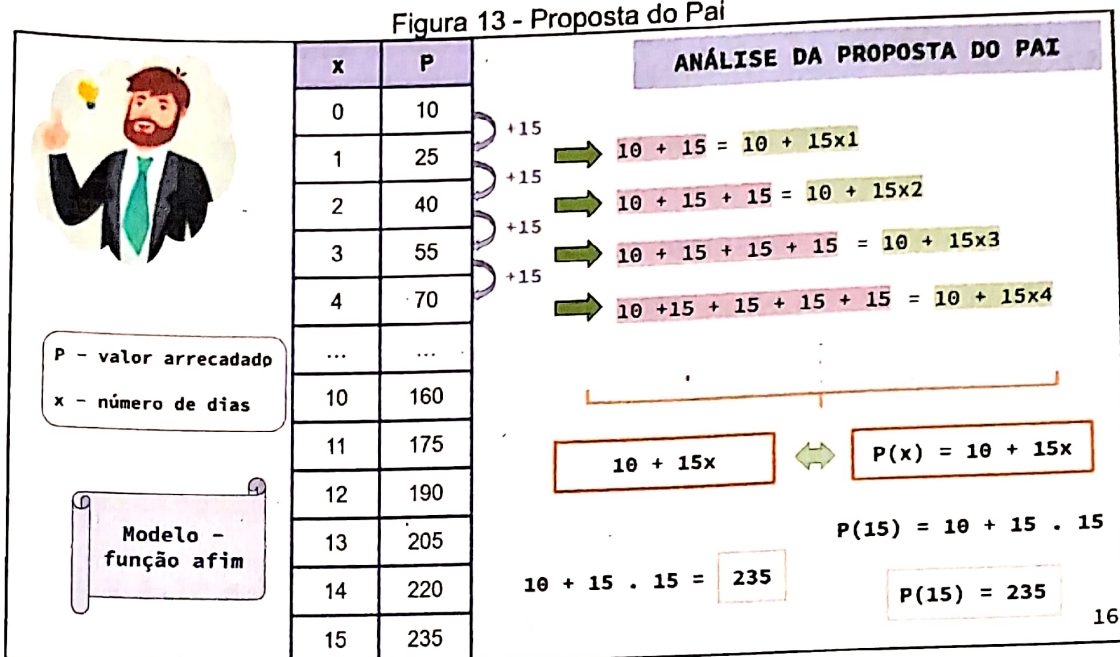 Figura 13 - Proposta do Pai
x P
0 10
1 25
2 40
3 55
4 70
... ...
10 160
11 175
12 190
13 205
14 220
15 235
+15
+15
+15
+15
P - valor arrecadado
x - número de dias
Modelo -
função afim
ANÁLISE DA PROPOSTA DO PAI
10 + 15 = 10 + 15x1
10 + 15 + 15 = 10 + 15x2
10 + 15 + 15 + 15 = 10 + 15x3
10 +15 + 15 + 15 + 15 = 10 + 15x4
10 + 15x
P(x) = 10 + 15x
P(15) = 10 + 15 . 15
10 + 15 . 15 = 235
P(15) = 235
16